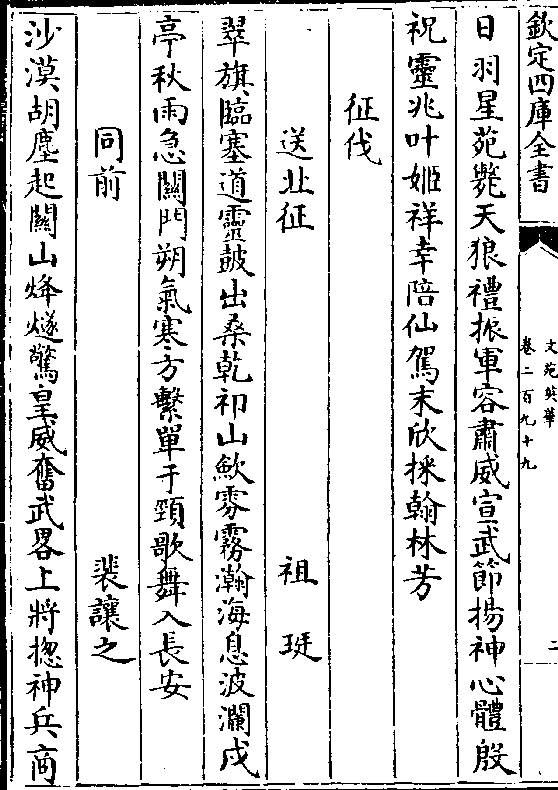 欽定四庫全書
文苑英華
卷二百九十九
二
日羽星苑斃天狼禮振軍容肅威宣武節揚神心體殷
祝靈兆叶姬祥幸陪仙駕末欣採翰林芳
征伐
送北征
祖珽
翠旗臨塞道靈鼓出桑乾祁山歛雰霧瀚海息波瀾戍
亭秋雨急關門朔氣寒方繫單于頸歌舞入長安
同前
裴讓之
沙漠胡塵起關山烽燧驚皇威奮武畧上將揔神兵商